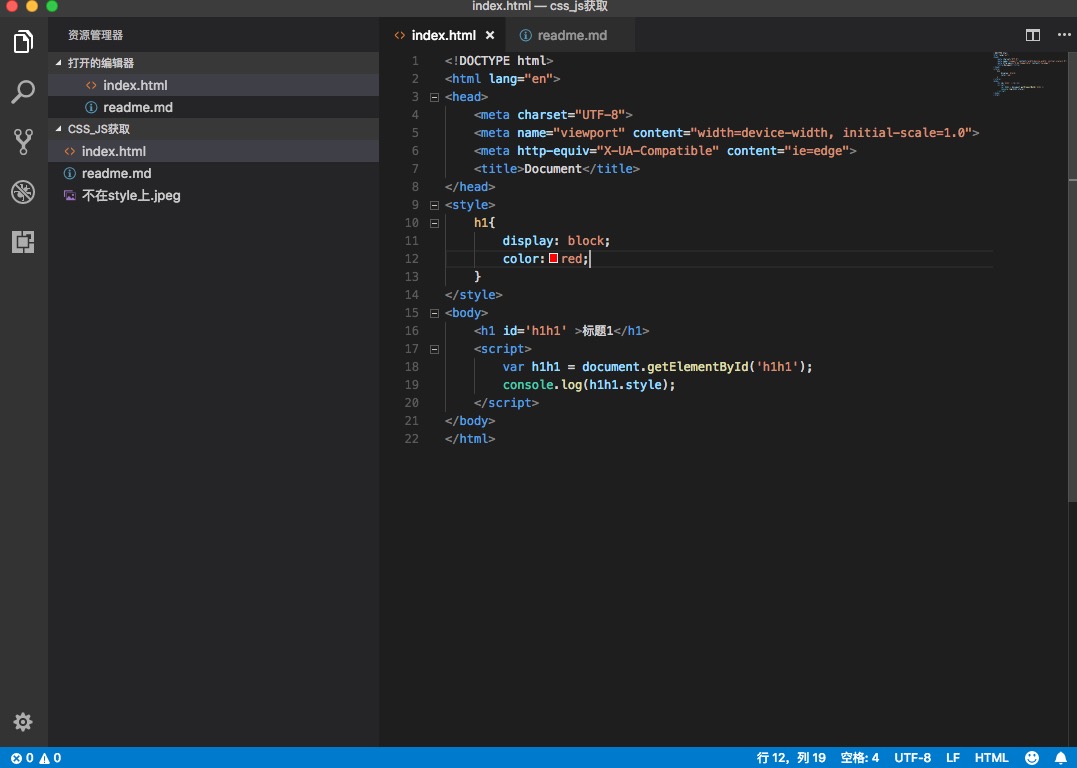 index.html — css_js获取
资源管理器
打开的编辑器
index.html
readme.md
CSS_JS获取
index.html
readme.md
不在style上.jpeg
index.html
readme.md
1 <!DOCTYPE html>
2 <html lang="en">
3 <head>
4 <meta charset="UTF-8">
5 <meta name="viewport" content="width=device-width, initial-scale=1.0">
6 <meta http-equiv="X-UA-Compatible" content="ie=edge">
7 <title>Document</title>
8 </head>
9 <style>
10 h1{
11 display: block;
12 color: red;
13 }
14 </style>
15 <body>
16 <h1 id='h1h1' >标题1</h1>
17 <script>
18 var h1h1 = document.getElementById('h1h1');
19 console.log(h1h1.style);
20 </script>
21 </body>
22 </html>
0 0 行 12，列 19 空格: 4 UTF-8 LF HTML